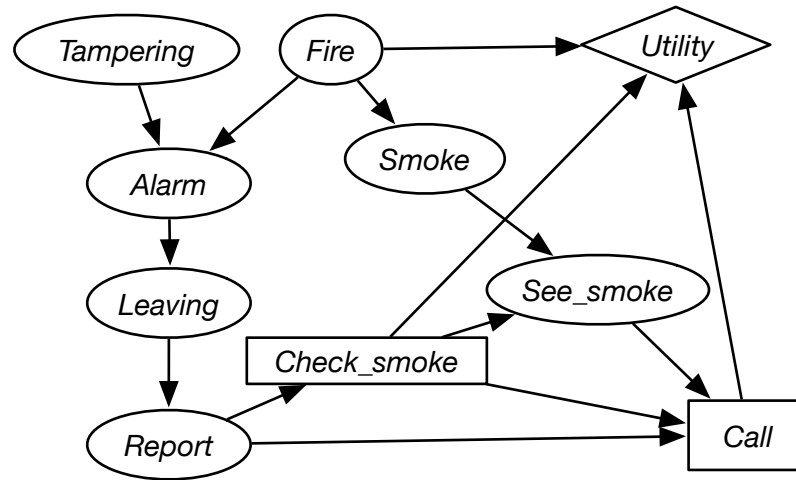 Tampering
Fire
Utility
Alarm
Smoke
Leaving
See_smoke
Check_smoke
Report
Call